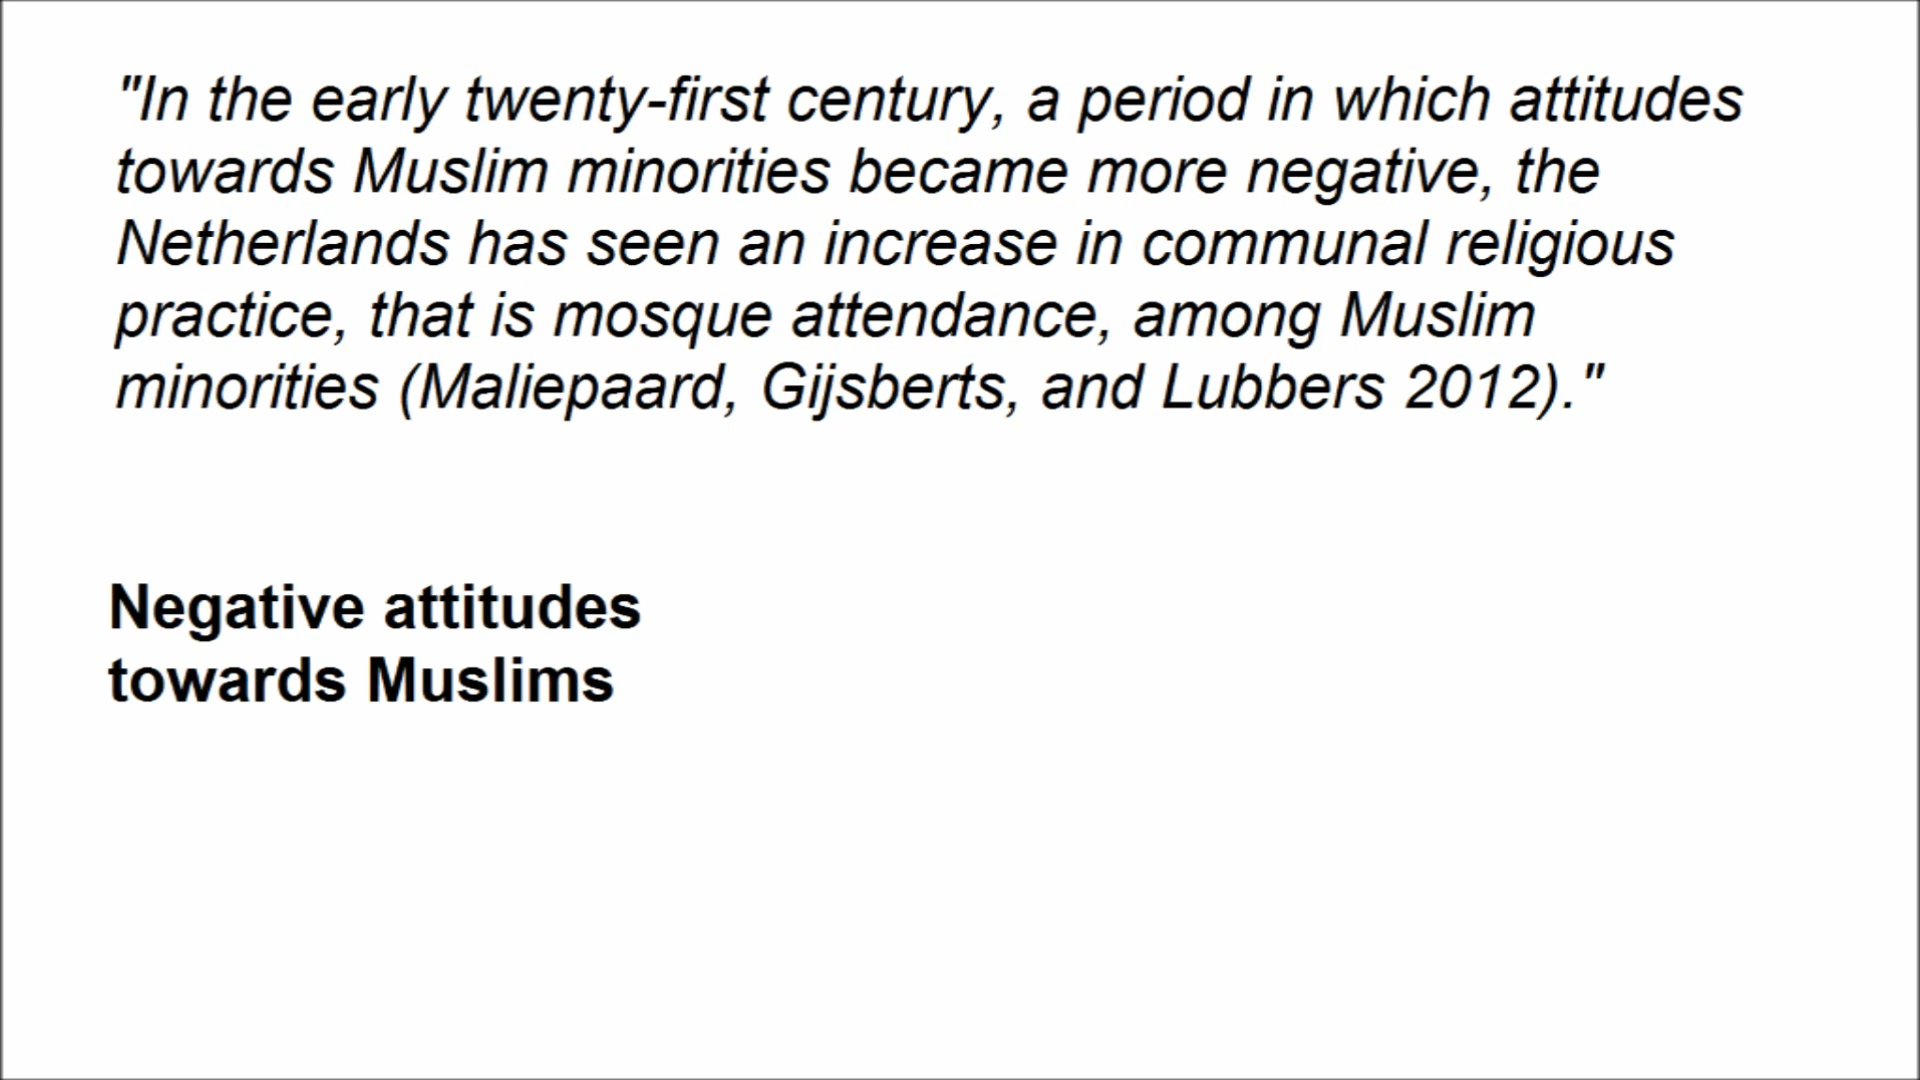 "In the early twenty-first century, a period in which attitudes
towards Muslim minorities became more negative, the
Netherlands has seen an increase in communal religious
practice, that is mosque attendance, among Muslim
minorities (Maliepaard, Gijsberts, and Lubbers 2012)."
Negative attitudes
towards Muslims